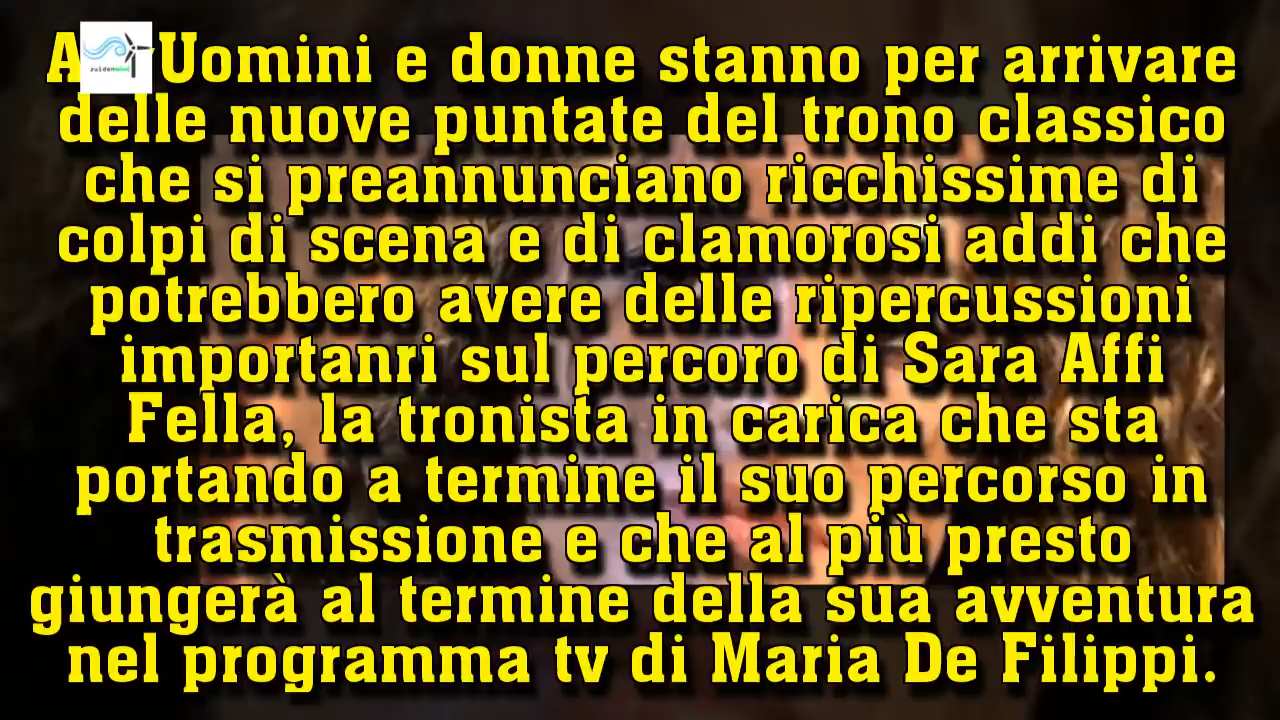 A Uomini e donne stanno per arrivare
delle nuove puntate del trono classico
che si preannunciano ricchissime di
colpi di scena e di clamorosi addi che
potrebbero avere delle ripercussioni
importanri sul percoro di Sara Affi
Fella, la tronista in carica che sta
portando a termine il suo percorso in
trasmissione e che al più presto
giungerà al termine della sua avventura
nel programma tv di Maria De Filippi.